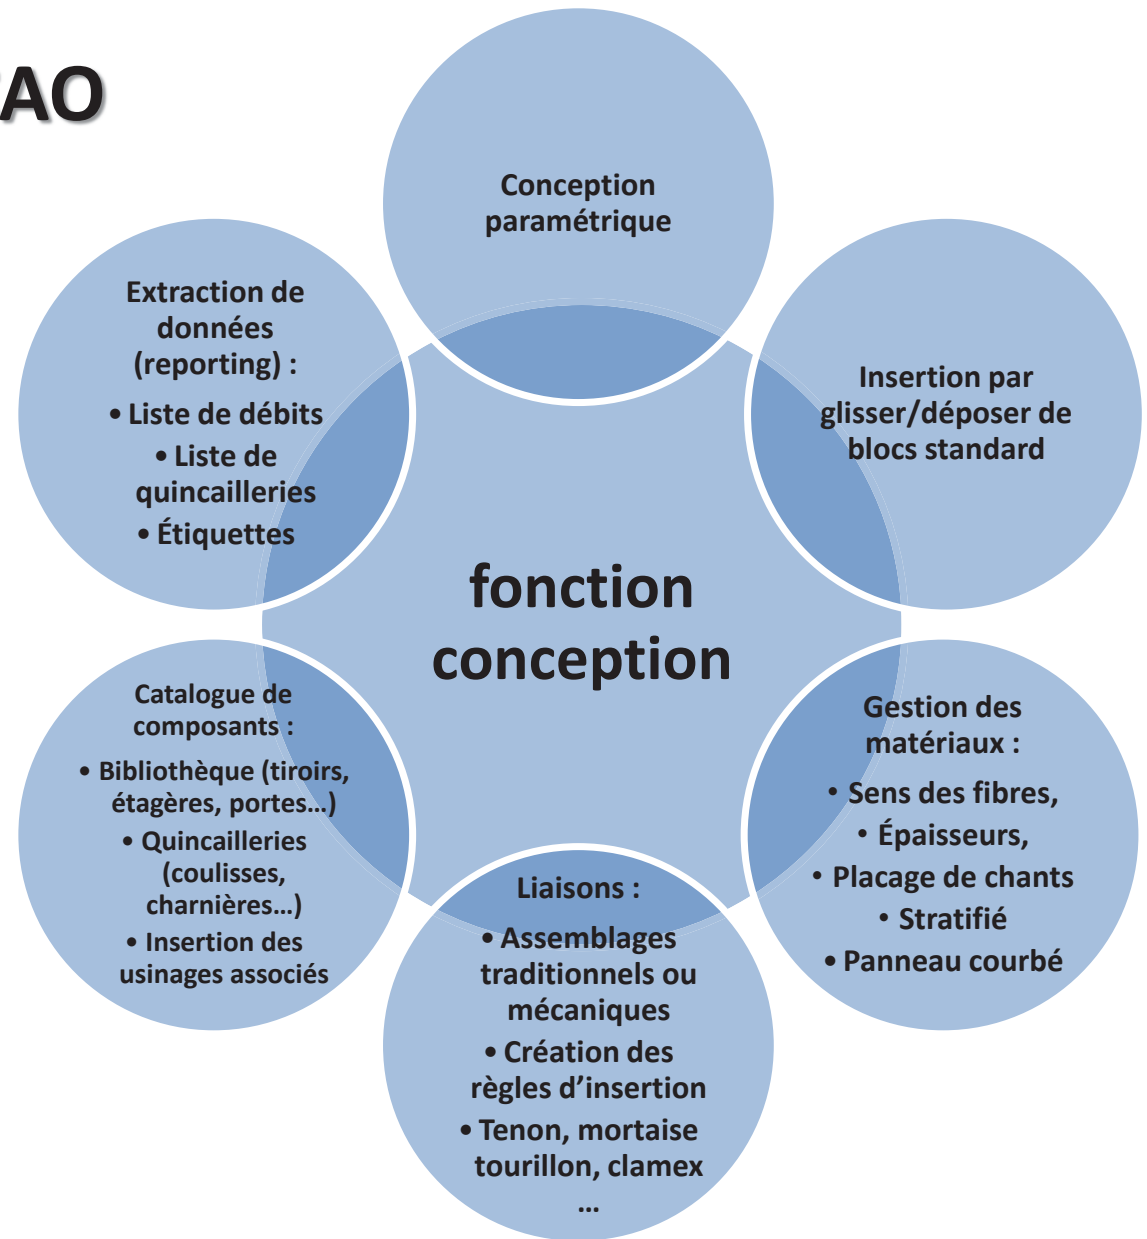 AO
Conception
paramétrique
Insertion par
glisser/déposer de
blocs standard
Gestion des
matériaux :
• Sens des fibres,
• Épaisseurs,
• Placage de chants
• Stratifié
• Panneau courbé
Liaisons :
• Assemblages
traditionnels ou
mécaniques
• Création des
règles d’insertion
• Tenon, mortaise
tourillon, clamex
...
Catalogue de
composants :
• Bibliothèque (tiroirs,
étagères, portes...)
• Quincailleries
(coulisses,
charnières...)
• Insertion des
usinages associés
Extraction de
données
(reporting) :
• Liste de débits
• Liste de
quincailleries
• Étiquettes
fonction
conception